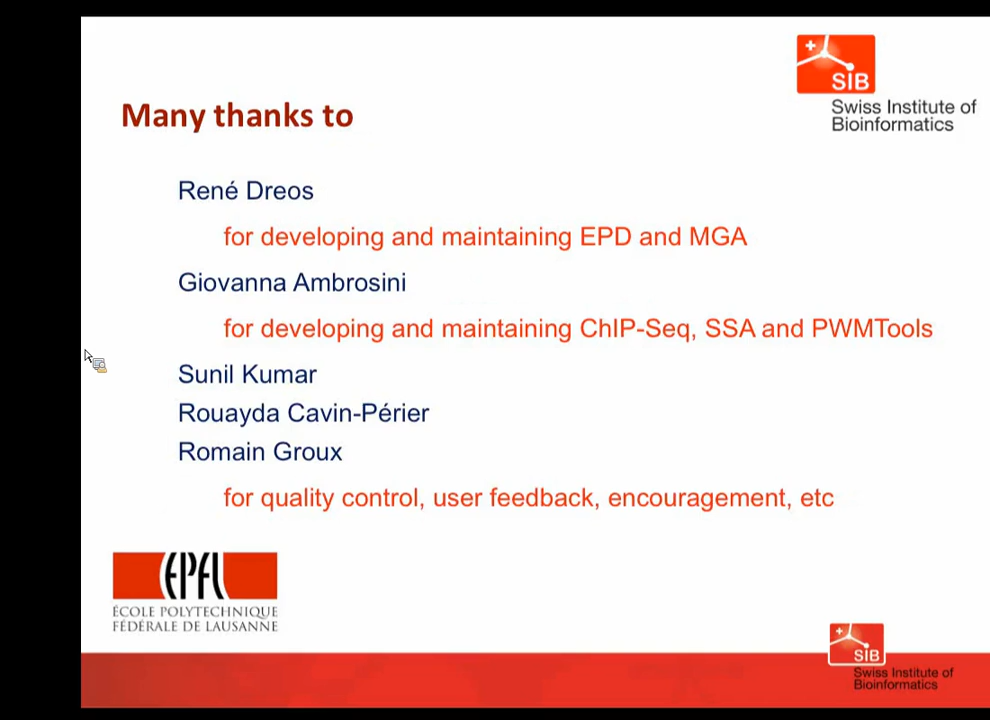 SIB
Swiss Institute of
Bioinformatics
Many thanks to
René Dreos
for developing and maintaining EPD and MGA
Giovanna Ambrosini
for developing and maintaining ChIP-Seq, SSA and PWMTools
Sunil Kumar
Rouayda Cavin-Périer
Romain Groux
for quality control, user feedback, encouragement, etc
EPFL
ÉCOLE POLYTECHNIQUE
FÉDÉRALE DE LAUSANNE
SIB
Swiss Institute of
Bioinformatics